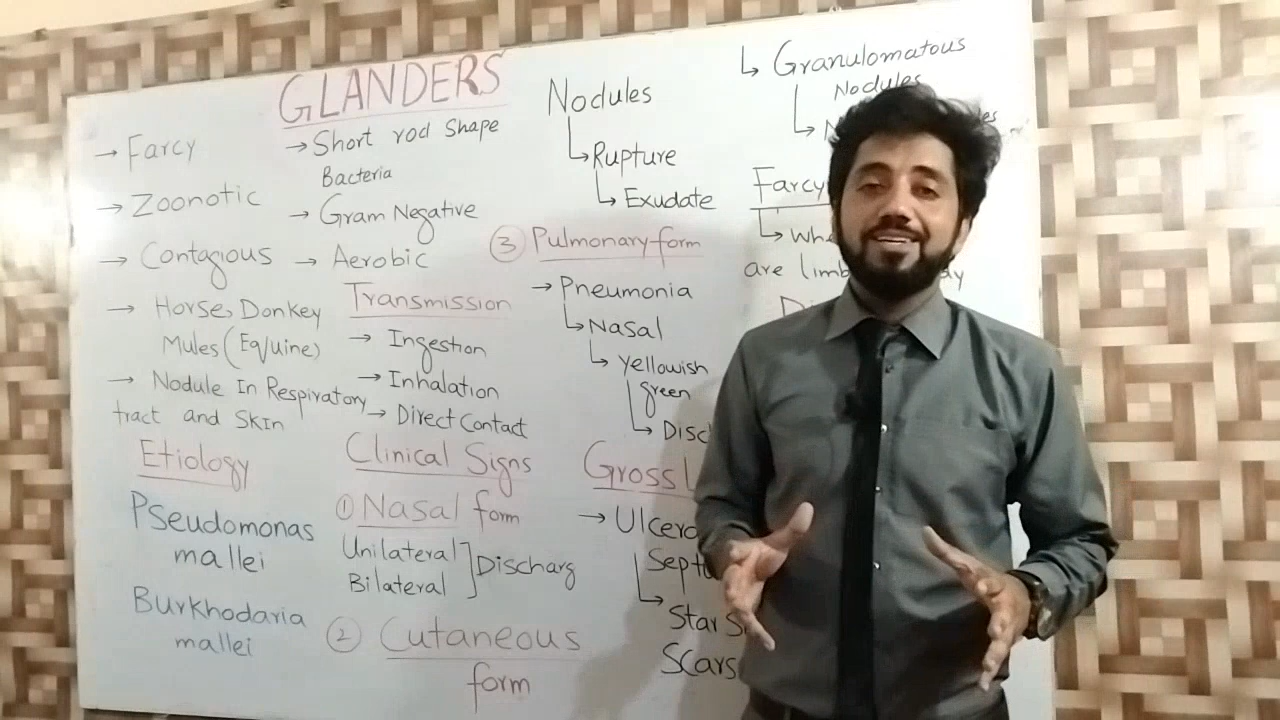 GLANDERS
→ Farcy
→ Zoonotic
→ Contagious
→ Horse, Donkey
Mules (Equine)
→ Nodule In Respiratory
tract and Skin
Etiology
Pseudomonas
mallei
Burkhodaria
mallei
→ Short rod shape
Bacteria
→ Gram Negative
→ Aerobic
Transmission
→ Ingestion
→ Inhalation
→ Direct Contact
Clinical Signs
① Nasal form
Unilateral
Bilateral ] Discharg
② Cutaneous
form
Nodules
↳ Rupture
↳ Exudate
③ Pulmonary form
→ Pneumonia
↳ Nasal
↳ Yellowish
green
↳
Gross
→
↳ Star
Scars
↳ Granulomatous
Nodules
↳
Farcy
↳
are